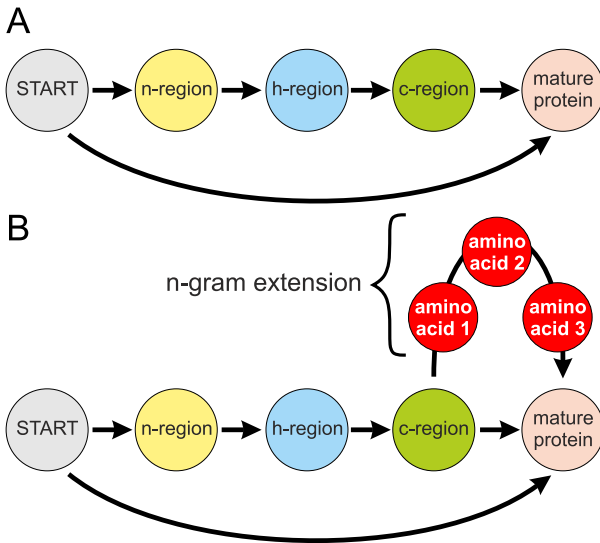 A
START
n-region
h-region
c-region
mature
protein
B
n-gram extension
amino
acid 1
amino
acid 2
amino
acid 3
START
n-region
h-region
c-region
mature
protein